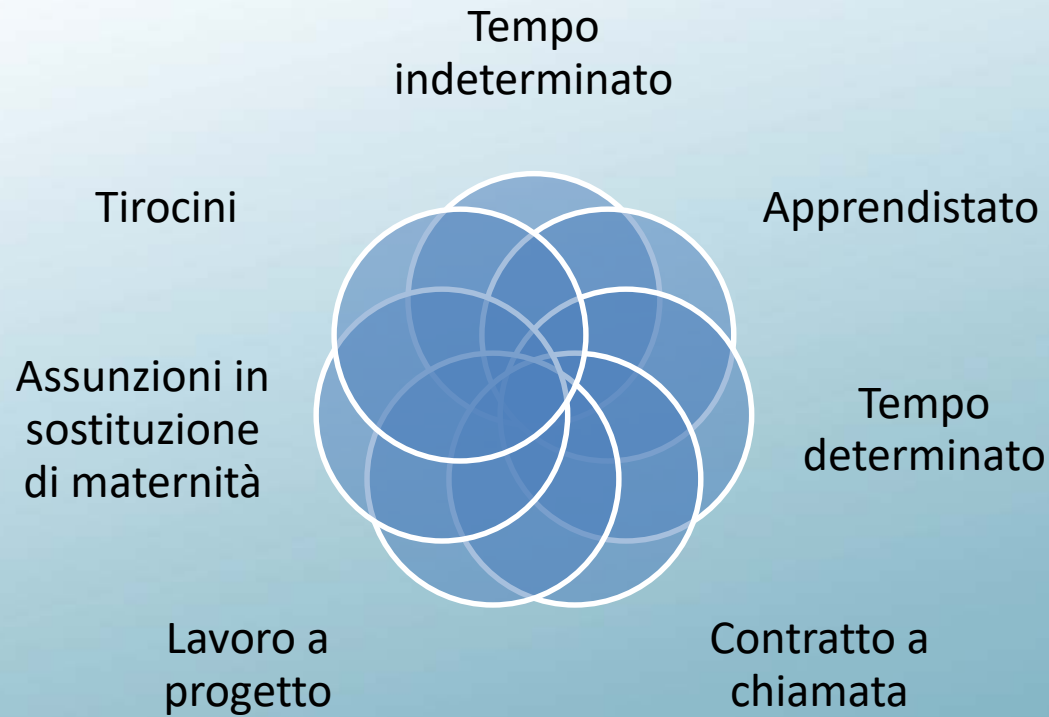 Tempo
indeterminato
Tirocini
Apprendistato
Assunzioni in
sostituzione
di maternità
Tempo
determinato
Lavoro a
progetto
Contratto a
chiamata